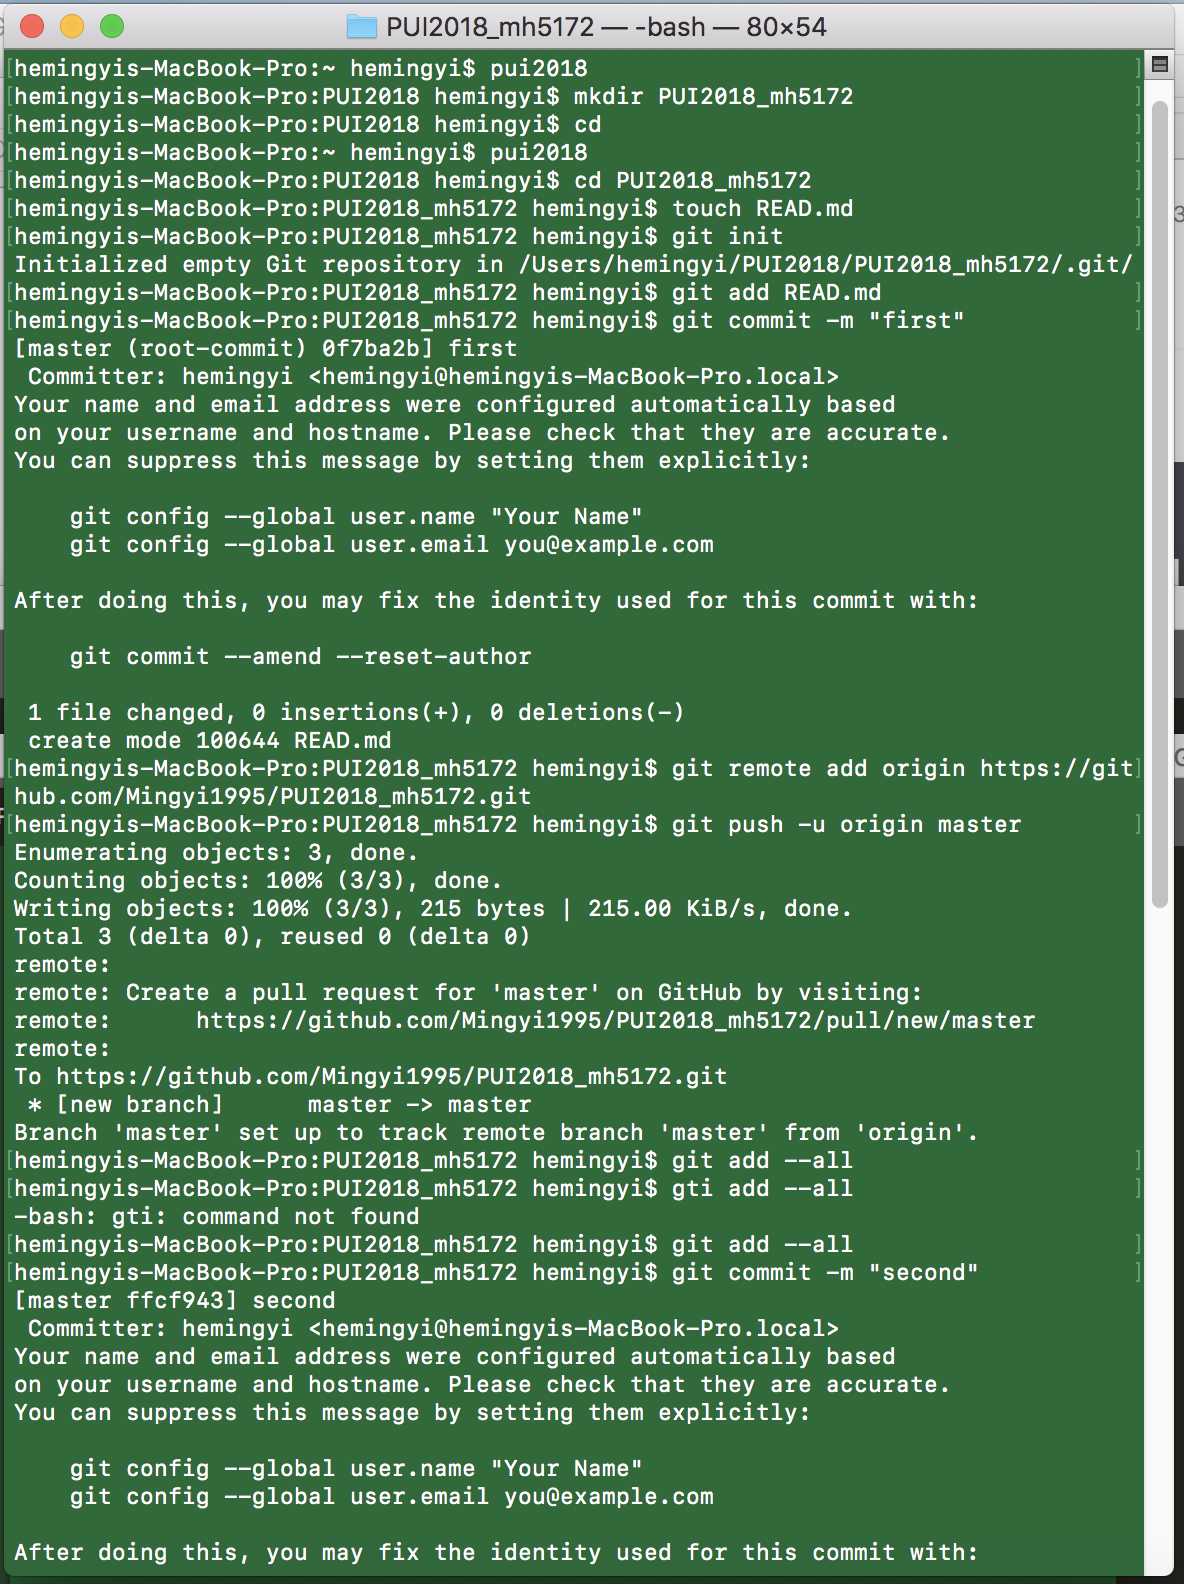 PUI2018_mh5172 — -bash — 80×54
[hemingyis-MacBook-Pro:~ hemingyi$ pui2018 ]
[hemingyis-MacBook-Pro:PUI2018 hemingyi$ mkdir PUI2018_mh5172 ]
[hemingyis-MacBook-Pro:PUI2018 hemingyi$ cd ]
[hemingyis-MacBook-Pro:~ hemingyi$ pui2018 ]
[hemingyis-MacBook-Pro:PUI2018 hemingyi$ cd PUI2018_mh5172 ]
[hemingyis-MacBook-Pro:PUI2018_mh5172 hemingyi$ touch READ.md ]
[hemingyis-MacBook-Pro:PUI2018_mh5172 hemingyi$ git init ]
Initialized empty Git repository in /Users/hemingyi/PUI2018/PUI2018_mh5172/.git/
[hemingyis-MacBook-Pro:PUI2018_mh5172 hemingyi$ git add READ.md ]
[hemingyis-MacBook-Pro:PUI2018_mh5172 hemingyi$ git commit -m "first" ]
[master (root-commit) 0f7ba2b] first
 Committer: hemingyi <hemingyi@hemingyis-MacBook-Pro.local>
Your name and email address were configured automatically based
on your username and hostname. Please check that they are accurate.
You can suppress this message by setting them explicitly:

    git config --global user.name "Your Name"
    git config --global user.email you@example.com

After doing this, you may fix the identity used for this commit with:

    git commit --amend --reset-author

 1 file changed, 0 insertions(+), 0 deletions(-)
 create mode 100644 READ.md
[hemingyis-MacBook-Pro:PUI2018_mh5172 hemingyi$ git remote add origin https://git]
hub.com/Mingyi1995/PUI2018_mh5172.git
[hemingyis-MacBook-Pro:PUI2018_mh5172 hemingyi$ git push -u origin master ]
Enumerating objects: 3, done.
Counting objects: 100% (3/3), done.
Writing objects: 100% (3/3), 215 bytes | 215.00 KiB/s, done.
Total 3 (delta 0), reused 0 (delta 0)
remote:
remote: Create a pull request for 'master' on GitHub by visiting:
remote:      https://github.com/Mingyi1995/PUI2018_mh5172/pull/new/master
remote:
To https://github.com/Mingyi1995/PUI2018_mh5172.git
 * [new branch]      master -> master
Branch 'master' set up to track remote branch 'master' from 'origin'.
[hemingyis-MacBook-Pro:PUI2018_mh5172 hemingyi$ git add --all ]
[hemingyis-MacBook-Pro:PUI2018_mh5172 hemingyi$ gti add --all ]
-bash: gti: command not found
[hemingyis-MacBook-Pro:PUI2018_mh5172 hemingyi$ git add --all ]
[hemingyis-MacBook-Pro:PUI2018_mh5172 hemingyi$ git commit -m "second" ]
[master ffcf943] second
 Committer: hemingyi <hemingyi@hemingyis-MacBook-Pro.local>
Your name and email address were configured automatically based
on your username and hostname. Please check that they are accurate.
You can suppress this message by setting them explicitly:

    git config --global user.name "Your Name"
    git config --global user.email you@example.com

After doing this, you may fix the identity used for this commit with: